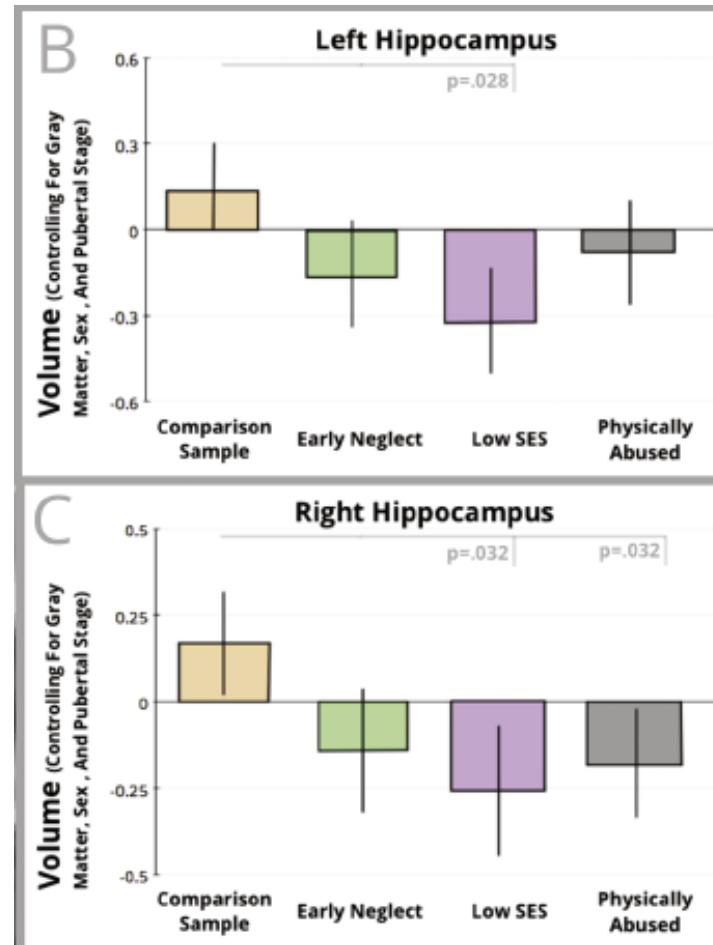 B
Left Hippocampus
Volume (Controlling For Gray
Matter, Sex , And Pubertal Stage)
0.6
0.3
0
-0.3
-0.6
p=.028
Comparison
Sample
Early Neglect
Low SES
Physically
Abused
C
Right Hippocampus
Volume (Controlling For Gray
Matter, Sex , And Pubertal Stage)
0.5
0.25
0
-0.25
-0.5
p=.032
p=.032
Comparison
Sample
Early Neglect
Low SES
Physically
Abused